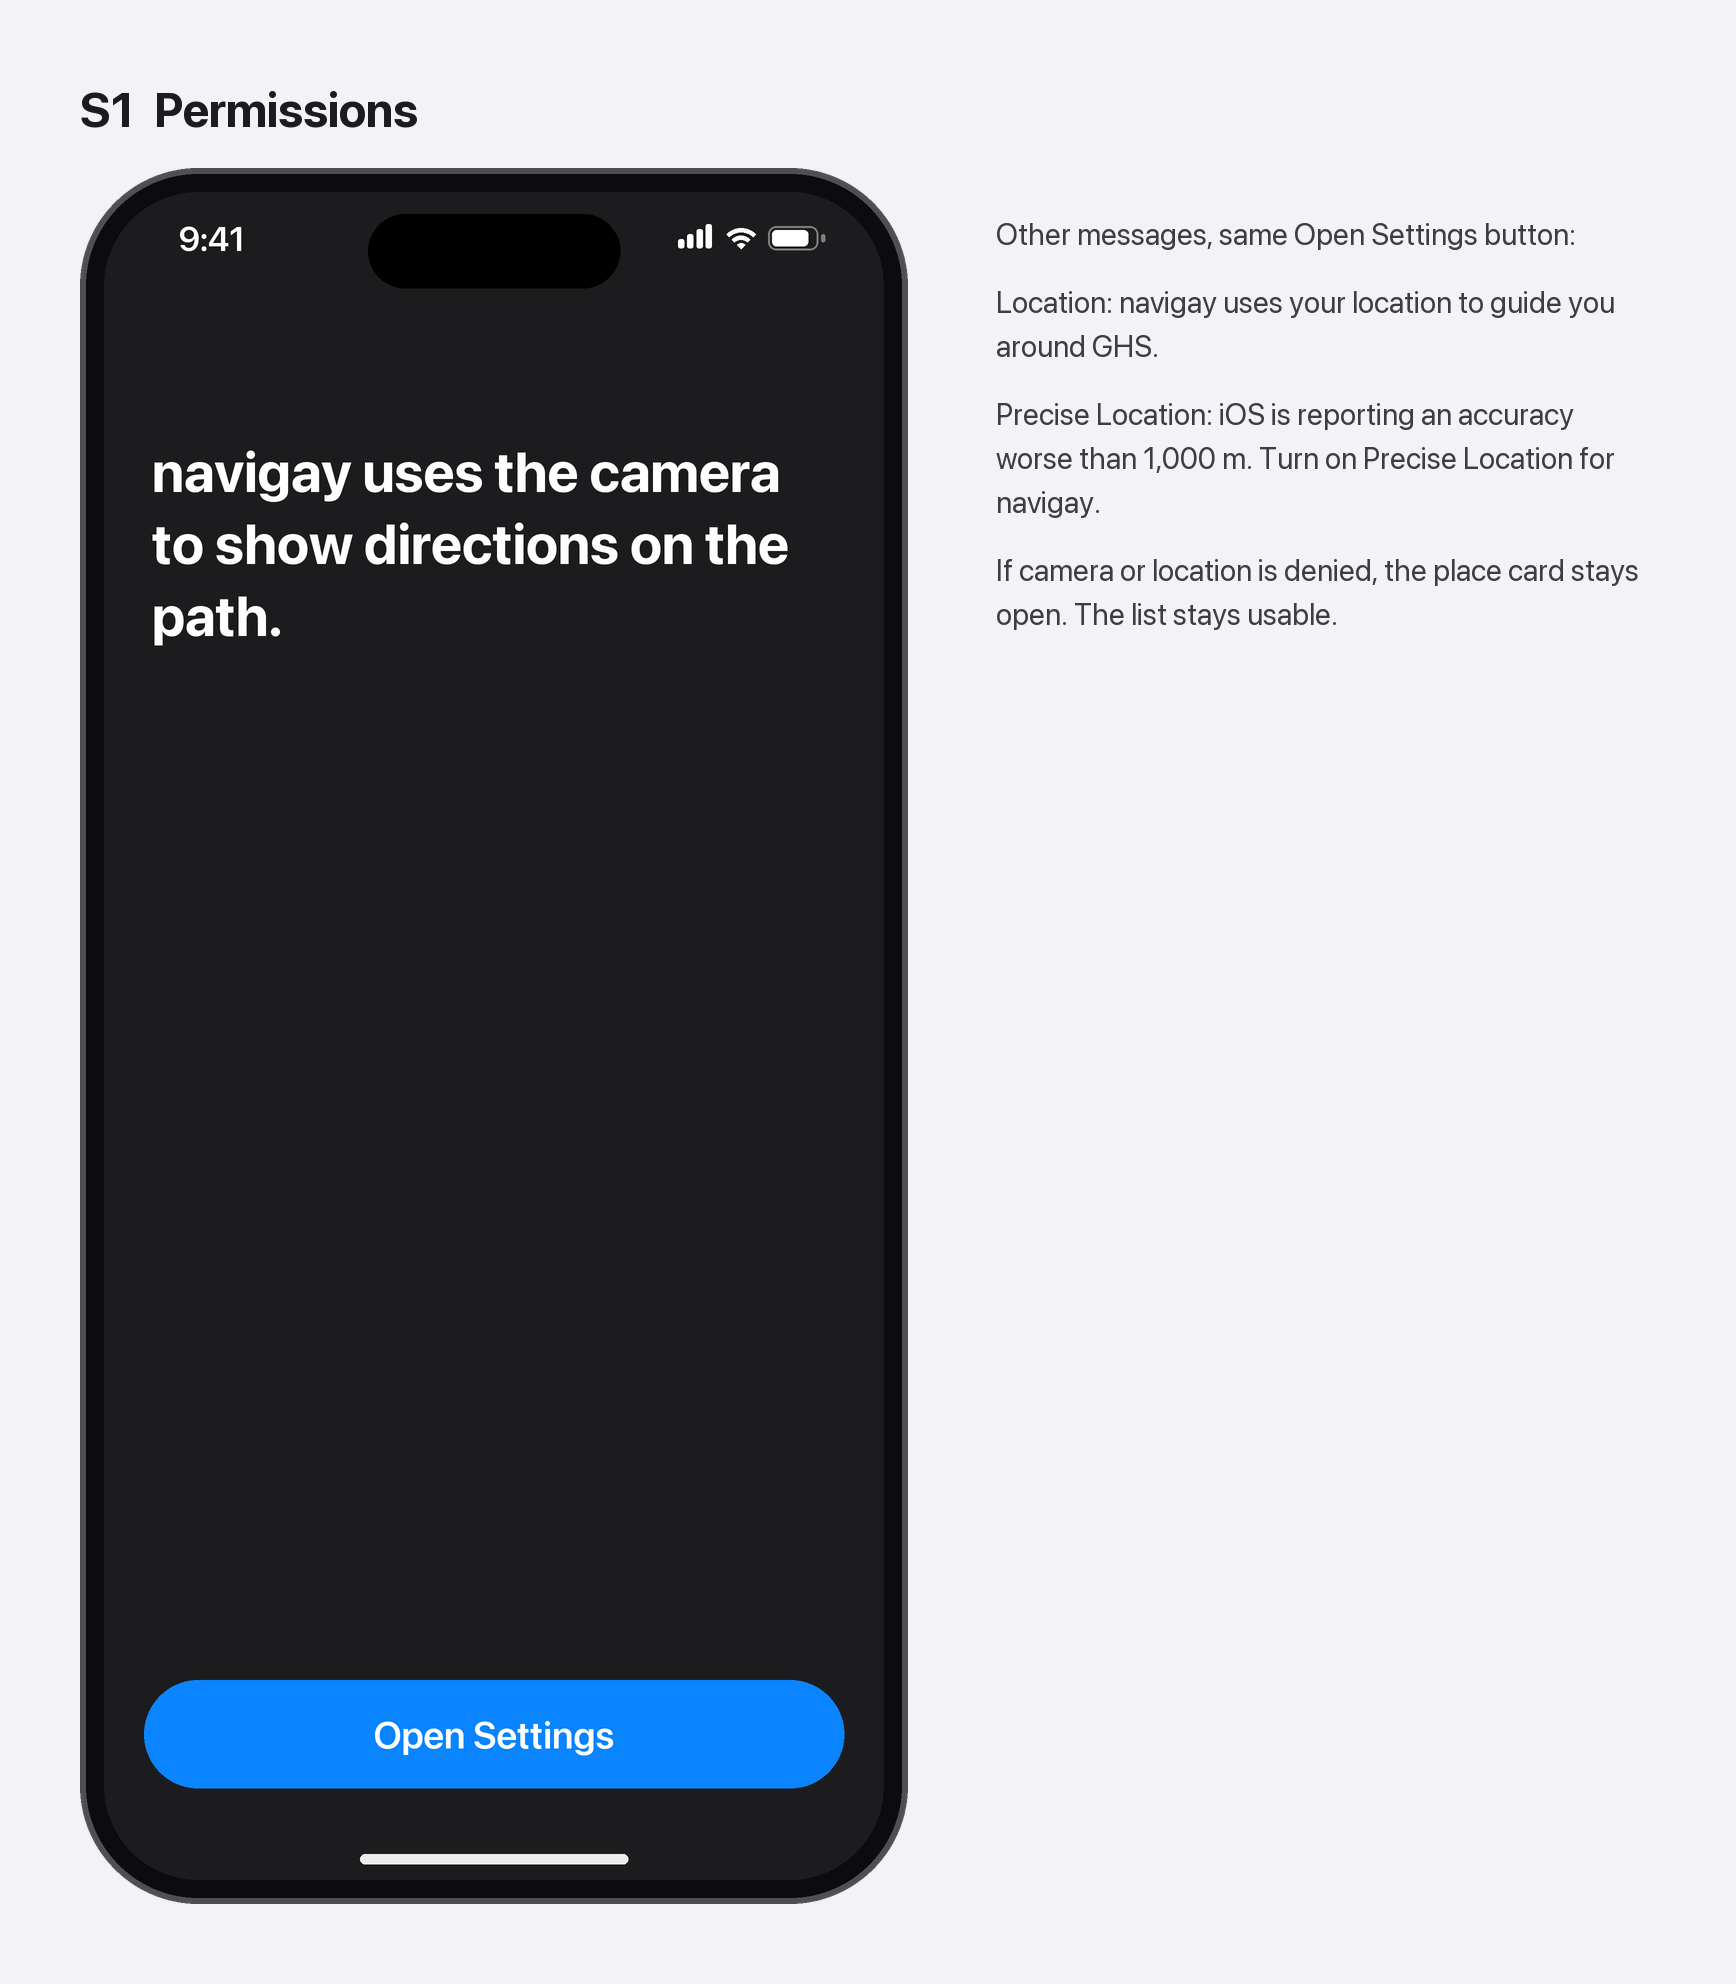 S1 Permissions
9:41
navigay uses the camera
to show directions on the
path.
Open Settings
Other messages, same Open Settings button:
Location: navigay uses your location to guide you
around GHS.
Precise Location: iOS is reporting an accuracy
worse than 1,000 m. Turn on Precise Location for
navigay.
If camera or location is denied, the place card stays
open. The list stays usable.